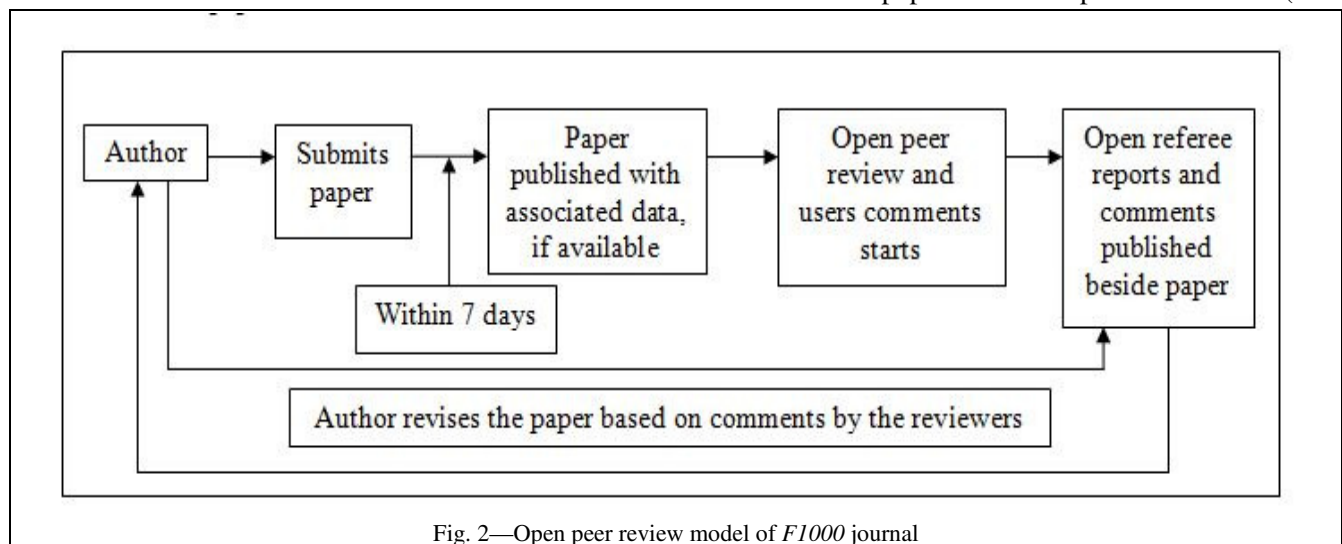 Author
Submits
paper
Paper
published with
associated data,
if available
Open peer
review and
users comments
starts
Open referee
reports and
comments
published
beside paper
Within 7 days
Author revises the paper based on comments by the reviewers
Fig. 2—Open peer review model of F1000 journal